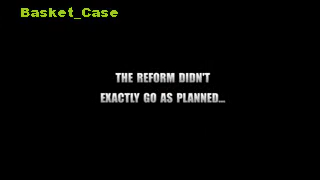 Basket_Case
THE REFORM DIDN'T
EXACTLY GO AS PLANNED...